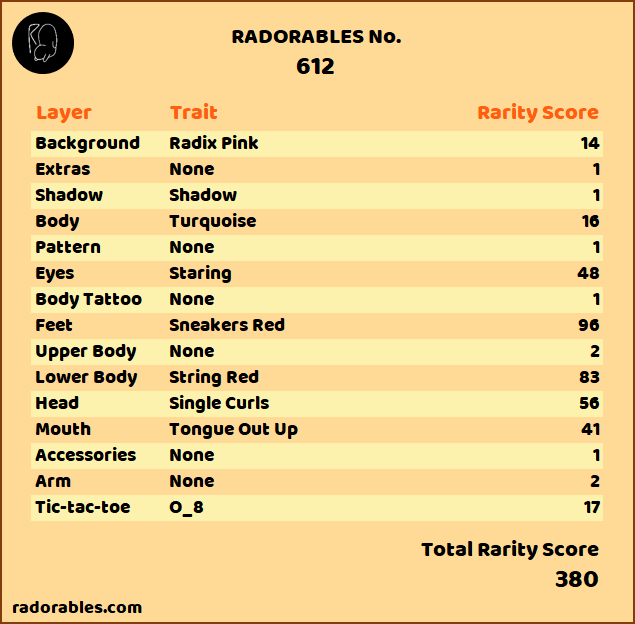 RADORABLES No.
612
Layer Trait Rarity Score
Background Radix Pink 14
Extras None 1
Shadow Shadow 1
Body Turquoise 16
Pattern None 1
Eyes Staring 48
Body Tattoo None 1
Feet Sneakers Red 96
Upper Body None 2
Lower Body String Red 83
Head Single Curls 56
Mouth Tongue Out Up 41
Accessories None 1
Arm None 2
Tic-tac-toe O_8 17
Total Rarity Score
380
radorables.com